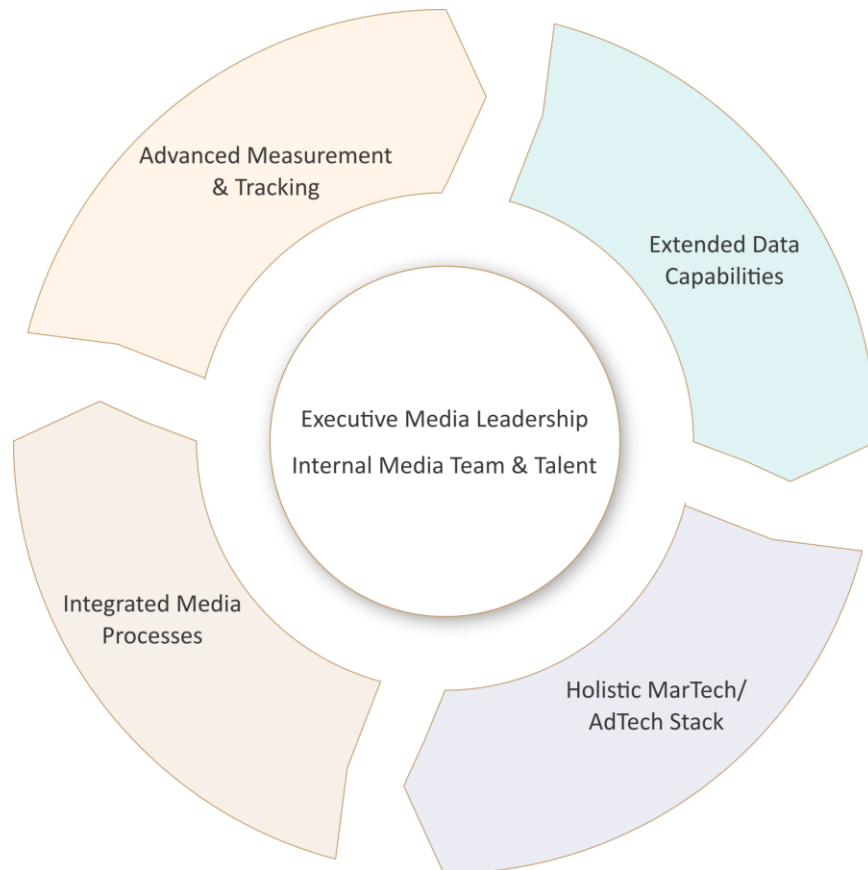 Advanced Measurement
& Tracking
Extended Data
Capabilities
Executive Media Leadership
Internal Media Team & Talent
Integrated Media
Processes
Holistic MarTech/
AdTech Stack